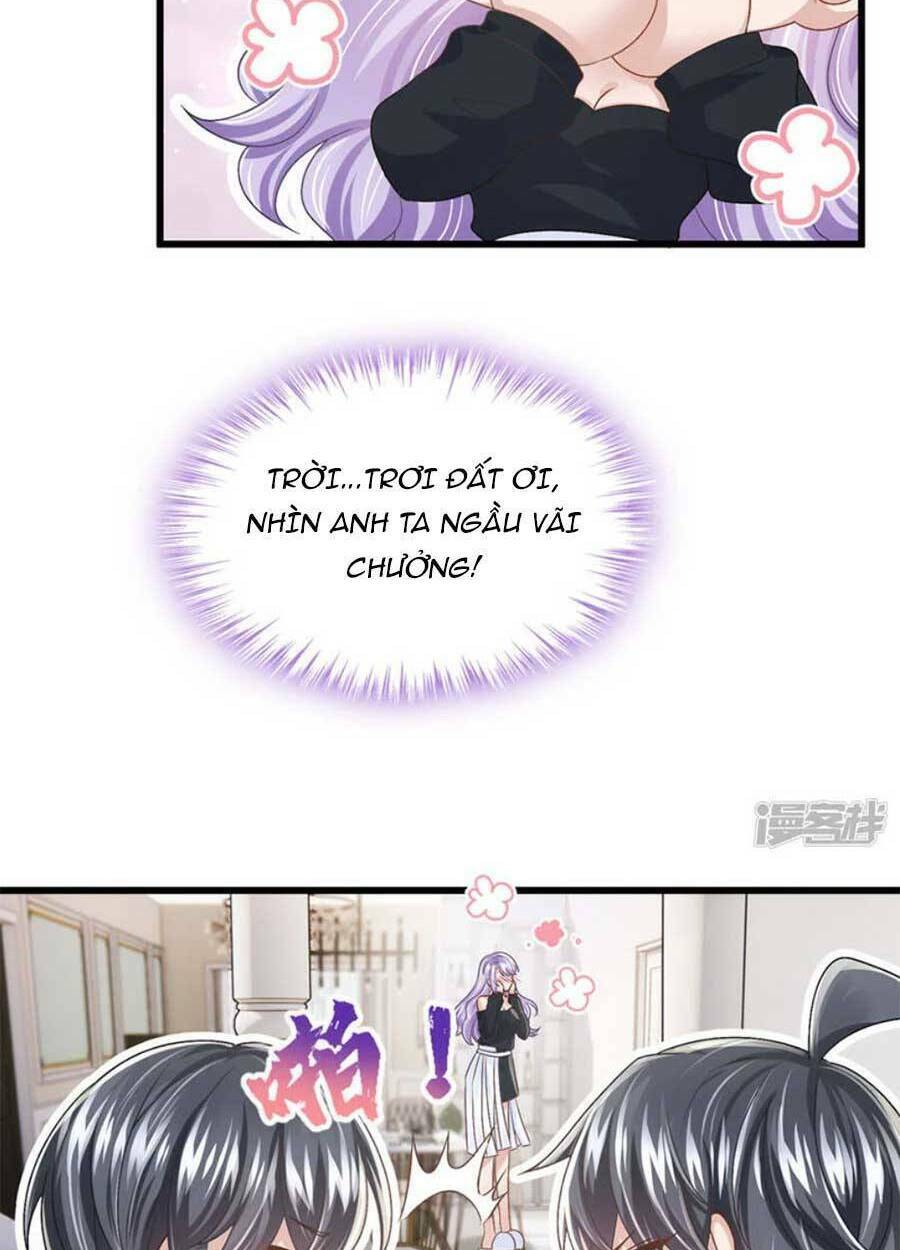 TRỜI...TRƠI ĐẤT ƠI,
NHÌN ANH TA NGẦU VÃI
CHƯỞNG!
漫客栈
啪！